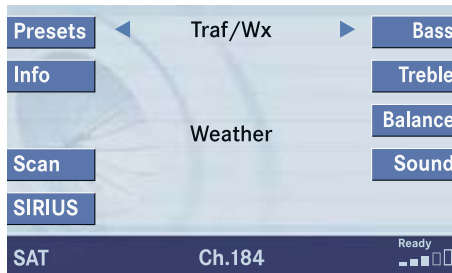 Presets Traf/Wx Bass
Info Treble
Weather Balance
Scan Sound
SIRIUS
SAT Ch.184 Ready